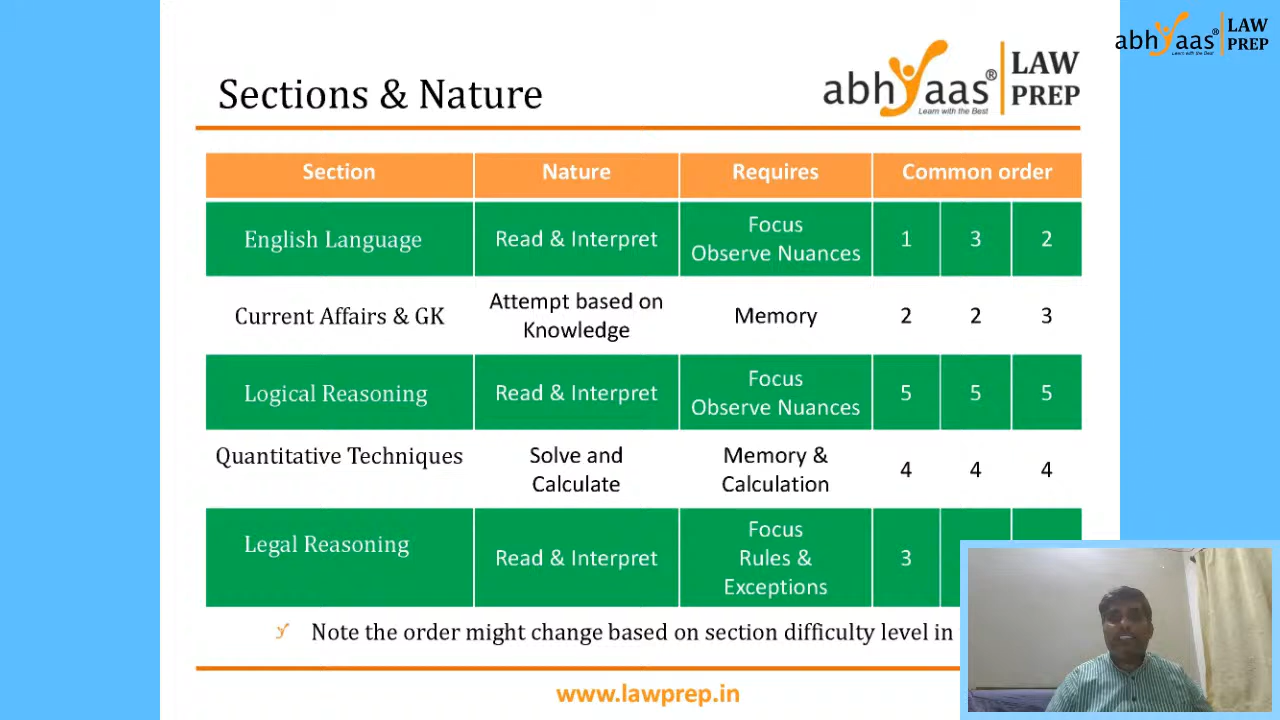 abhyaas® LAW PREP
Learn with the Best
Sections & Nature
abhyaas® LAW PREP
Learn with the Best
Section Nature Requires Common order
English Language Read & Interpret Focus Observe Nuances 1 3 2
Current Affairs & GK Attempt based on Knowledge Memory 2 2 3
Logical Reasoning Read & Interpret Focus Observe Nuances 5 5 5
Quantitative Techniques Solve and Calculate Memory & Calculation 4 4 4
Legal Reasoning Read & Interpret Focus Rules & Exceptions 3
Note the order might change based on section difficulty level in
www.lawprep.in